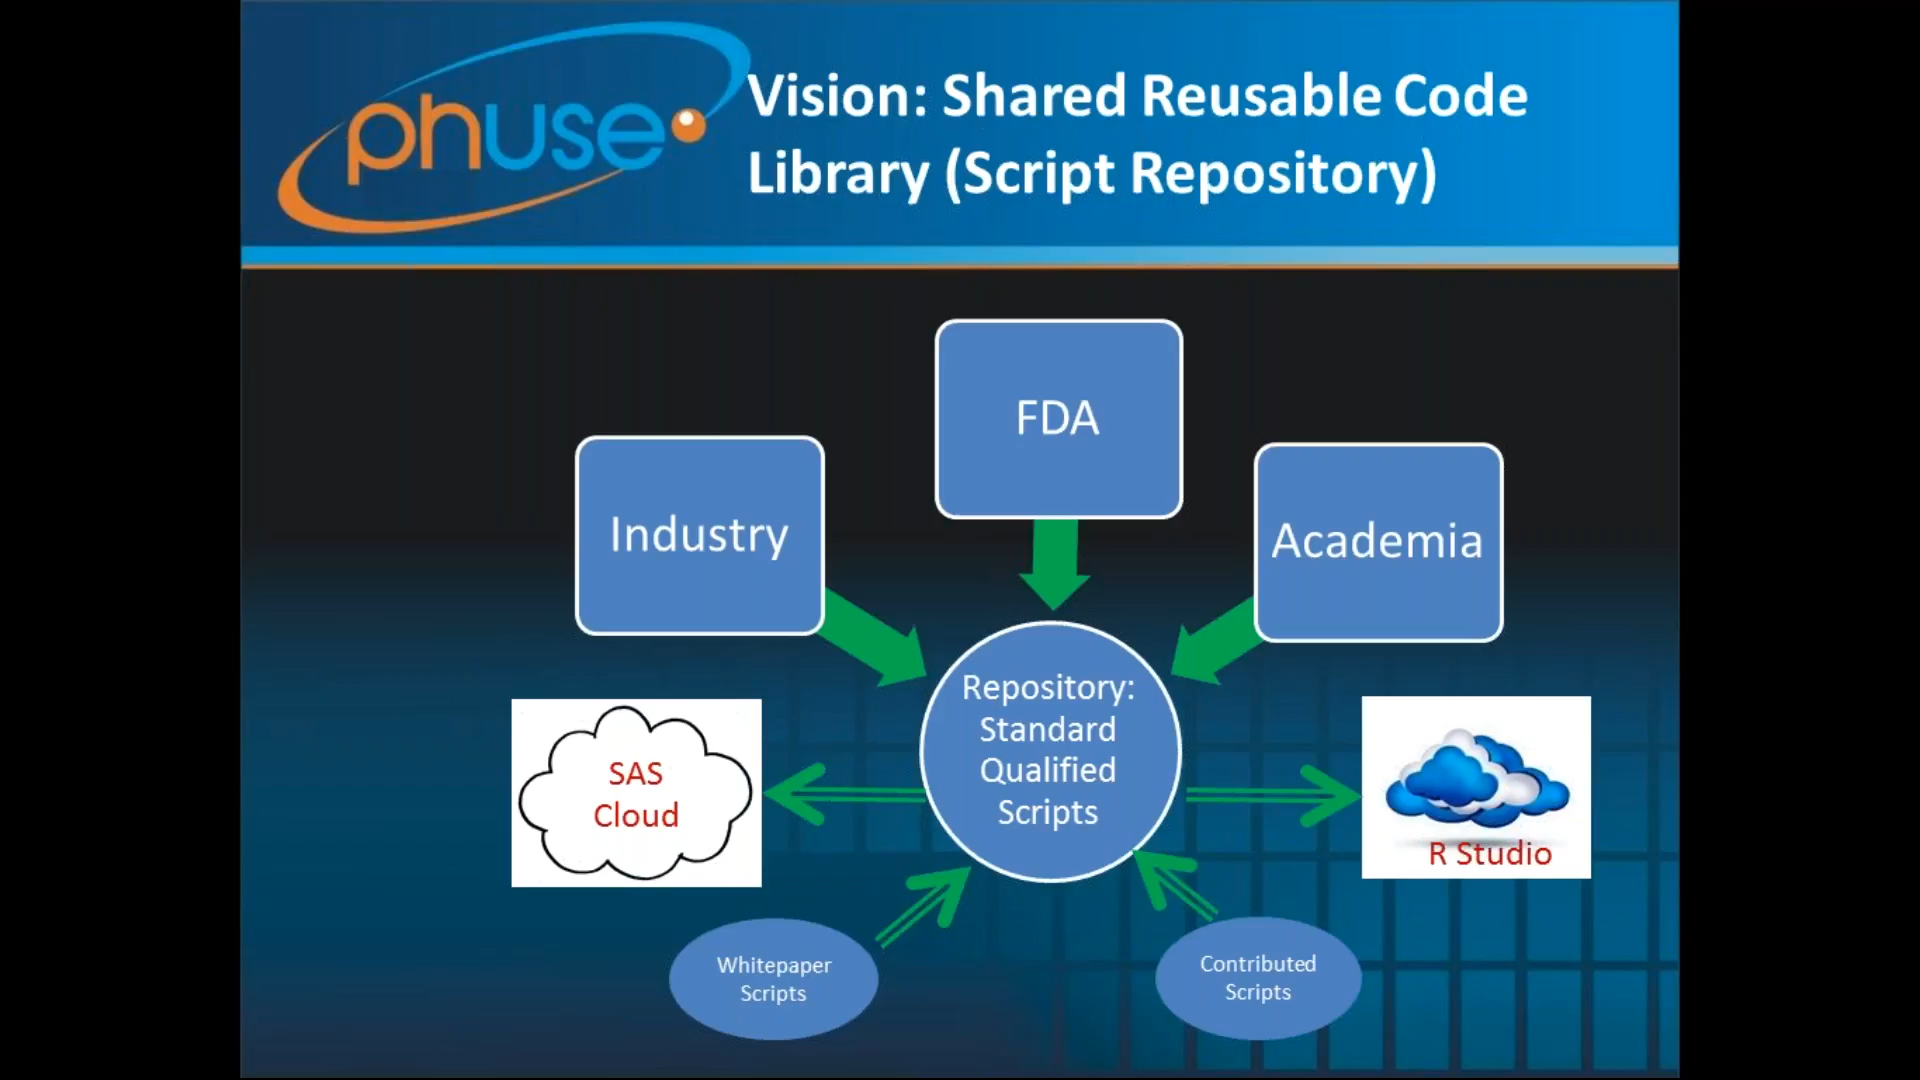 phuse
Vision: Shared Reusable Code
Library (Script Repository)
FDA
Industry
Academia
Repository:
Standard
Qualified
Scripts
SAS
Cloud
R Studio
Whitepaper
Scripts
Contributed
Scripts